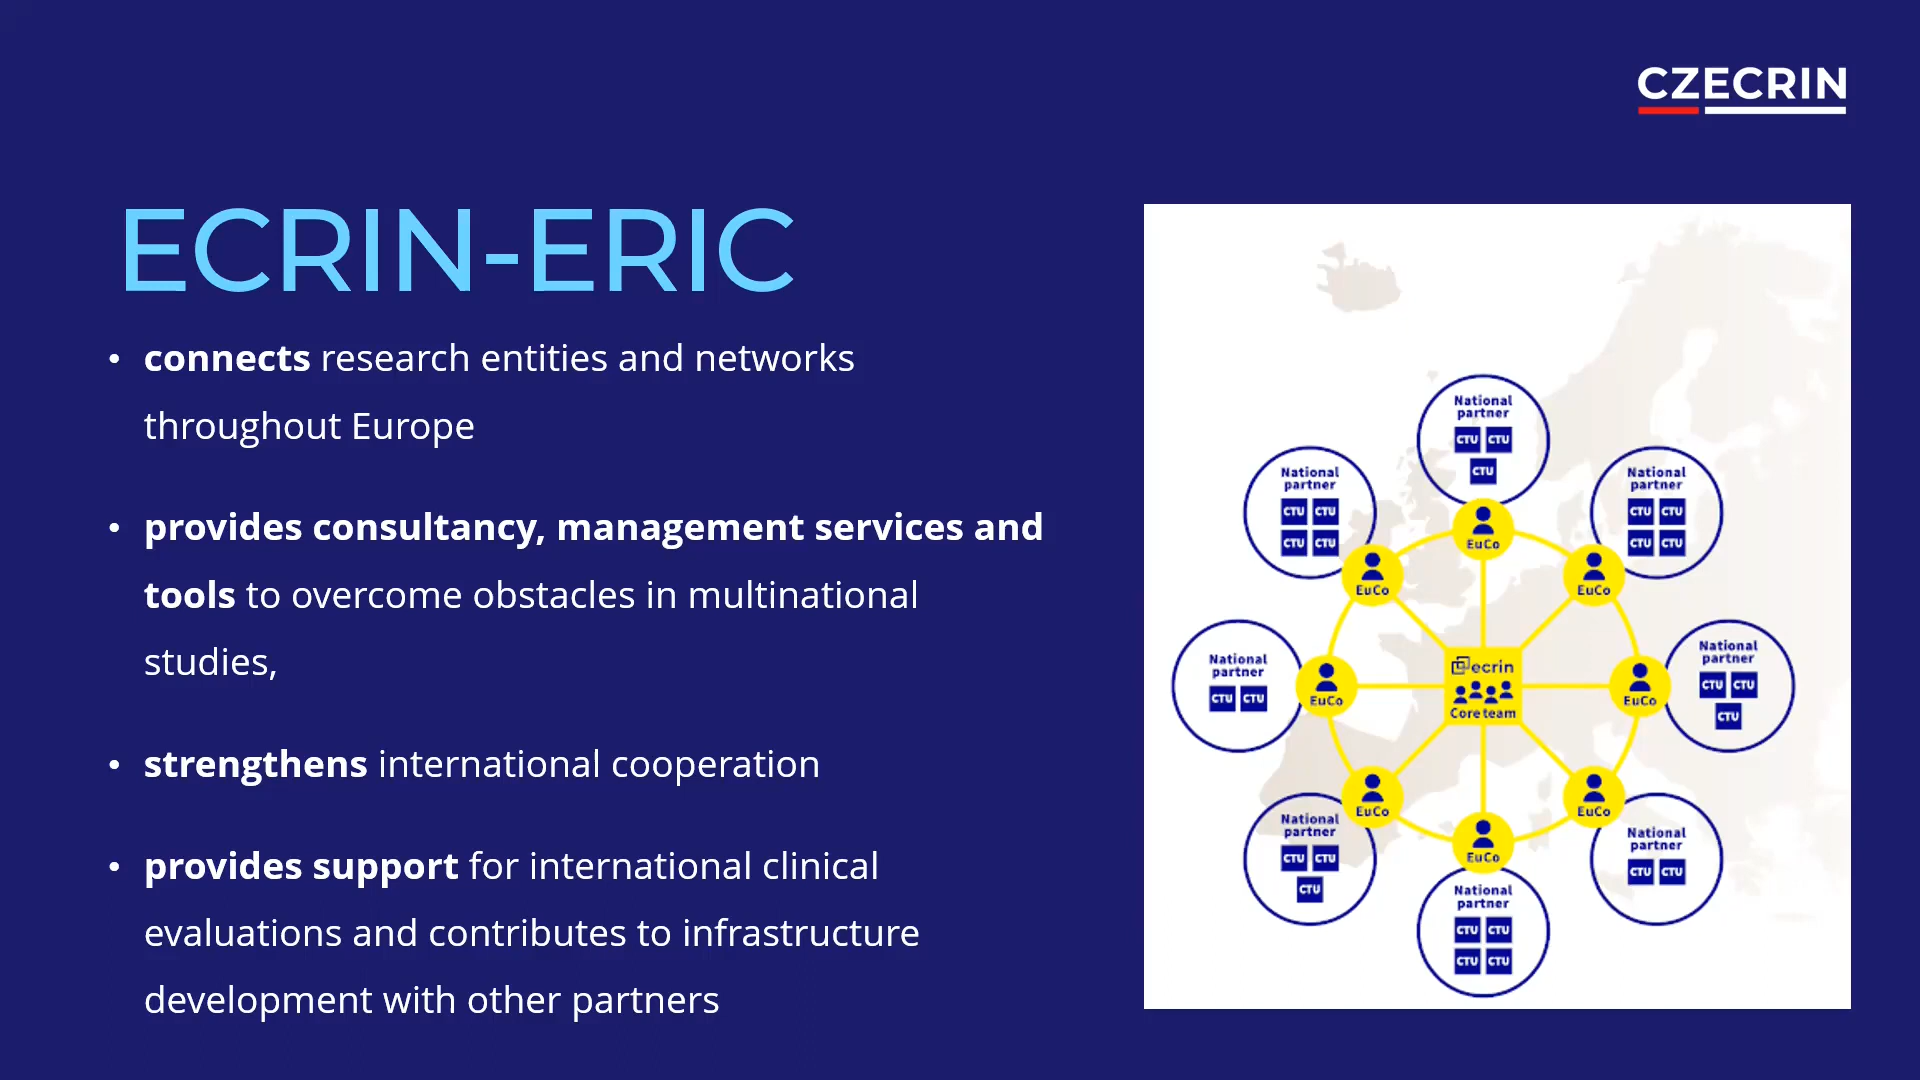 CZECRIN
ECRIN-ERIC
• connects research entities and networks
throughout Europe
• provides consultancy, management services and
tools to overcome obstacles in multinational
studies,
• strengthens international cooperation
• provides support for international clinical
evaluations and contributes to infrastructure
development with other partners
National
partner
CTU CTU
CTU
EuCo
National
partner
CTU CTU
CTU CTU
EuCo
National
partner
CTU CTU
CTU CTU
EuCo
National
partner
CTU CTU
EuCo
ecrin
Core team
EuCo
National
partner
CTU CTU
CTU
EuCo
National
partner
CTU CTU
CTU
EuCo
National
partner
CTU CTU
EuCo
National
partner
CTU CTU
CTU CTU